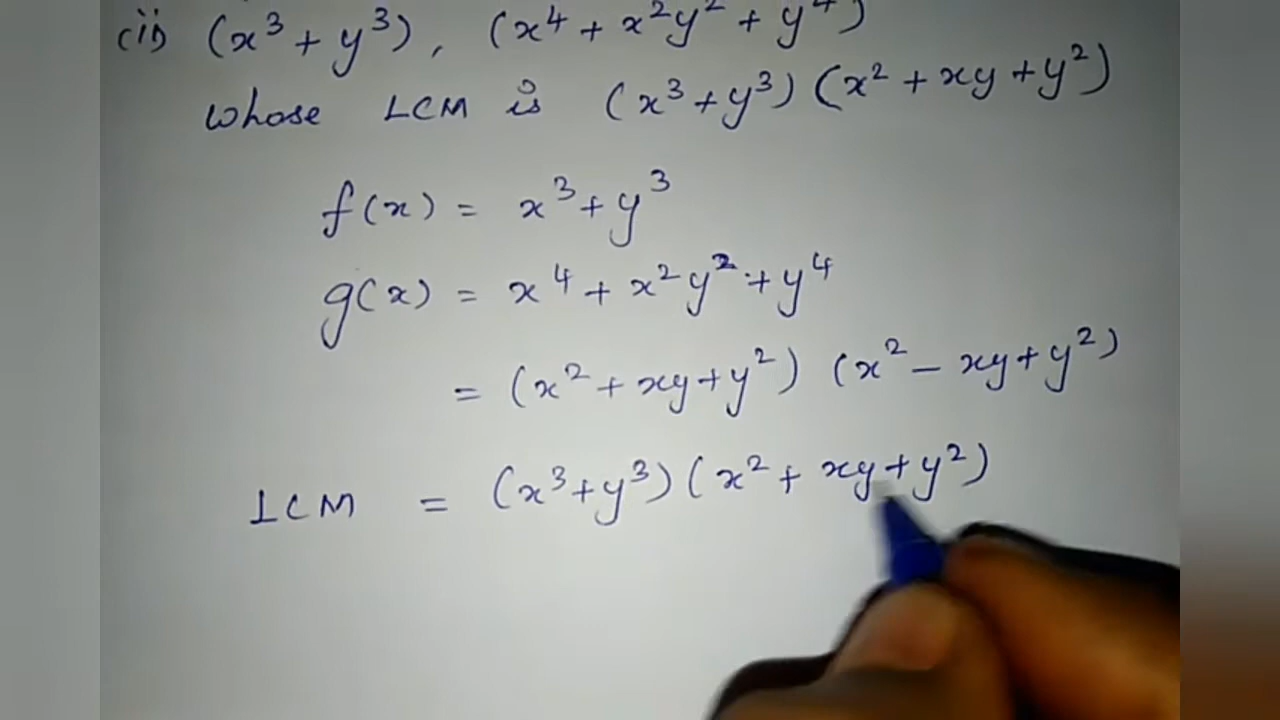 (ii) (x³ + y³), (x⁴ + x²y² + y⁴)
whose LCM is (x³ + y³) (x² + xy + y²)
f(x) = x³ + y³
g(x) = x⁴ + x²y² + y⁴
= (x² + xy + y²) (x² - xy + y²)
LCM = (x³ + y³) (x² + xy + y²)